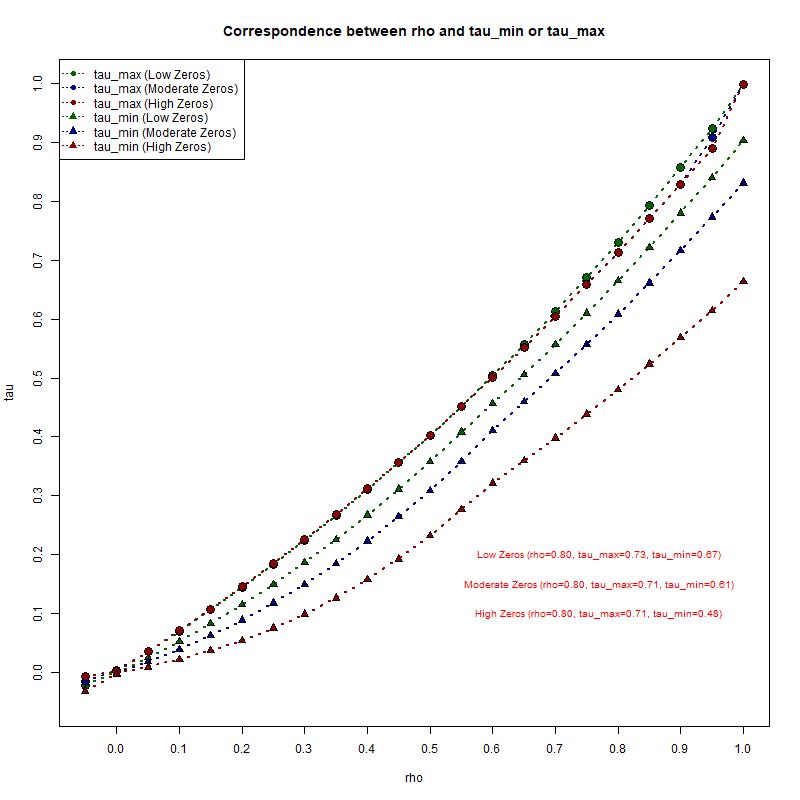 Correspondence between rho and tau_min or tau_max
tau_max (Low Zeros)
tau_max (Moderate Zeros)
tau_max (High Zeros)
tau_min (Low Zeros)
tau_min (Moderate Zeros)
tau_min (High Zeros)
tau
1.0
0.9
0.8
0.7
0.6
0.5
0.4
0.3
0.2
0.1
0.0
Low Zeros (rho=0.80, tau_max=0.73, tau_min=0.67)
Moderate Zeros (rho=0.80, tau_max=0.71, tau_min=0.61)
High Zeros (rho=0.80, tau_max=0.71, tau_min=0.48)
0.0 0.1 0.2 0.3 0.4 0.5 0.6 0.7 0.8 0.9 1.0
rho